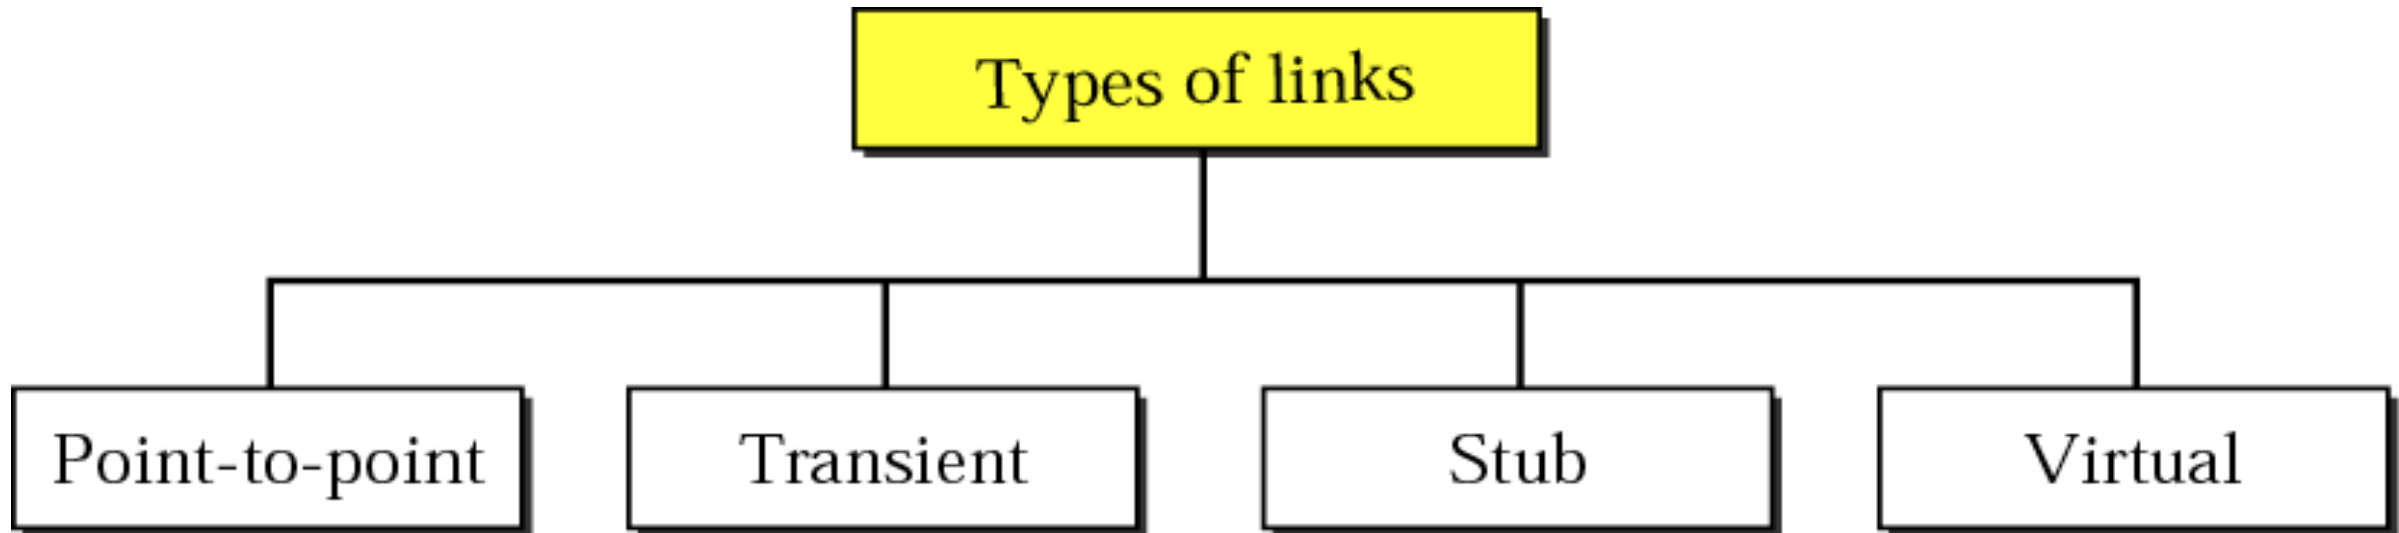 Types of links
Point-to-point
Transient
Stub
Virtual